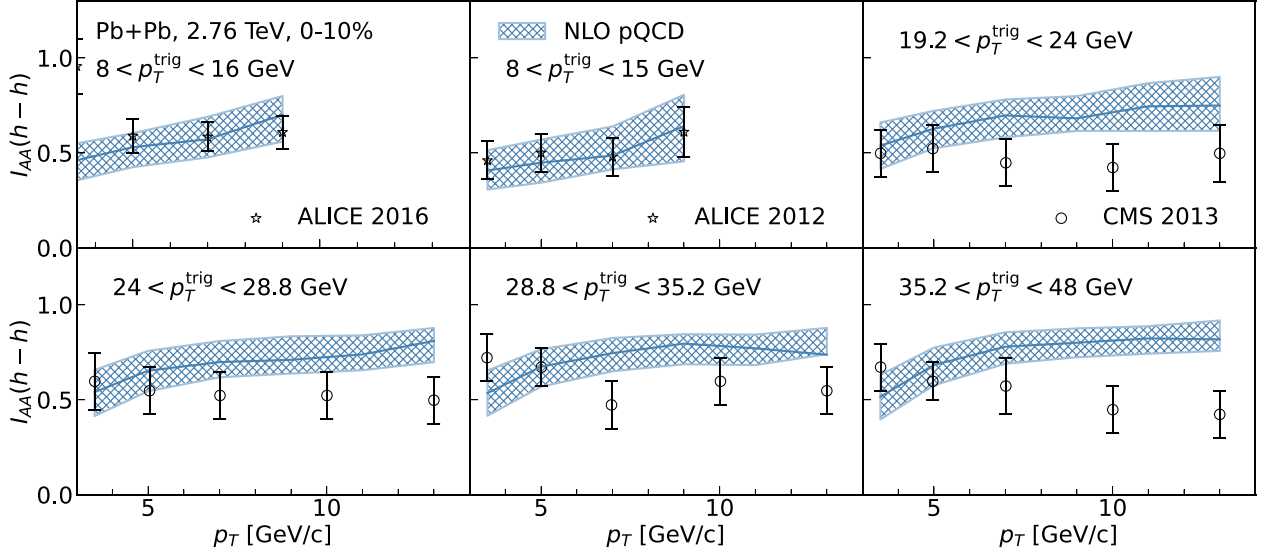 Pb+Pb, 2.76 TeV, 0-10%
8 < p_T^trig < 16 GeV
ALICE 2016
NLO pQCD
8 < p_T^trig < 15 GeV
ALICE 2012
19.2 < p_T^trig < 24 GeV
CMS 2013
I_AA(h − h)
1.0
0.5
0.0
24 < p_T^trig < 28.8 GeV
28.8 < p_T^trig < 35.2 GeV
35.2 < p_T^trig < 48 GeV
I_AA(h − h)
1.0
0.5
0.0
5 10
5 10
5 10
p_T [GeV/c]
p_T [GeV/c]
p_T [GeV/c]